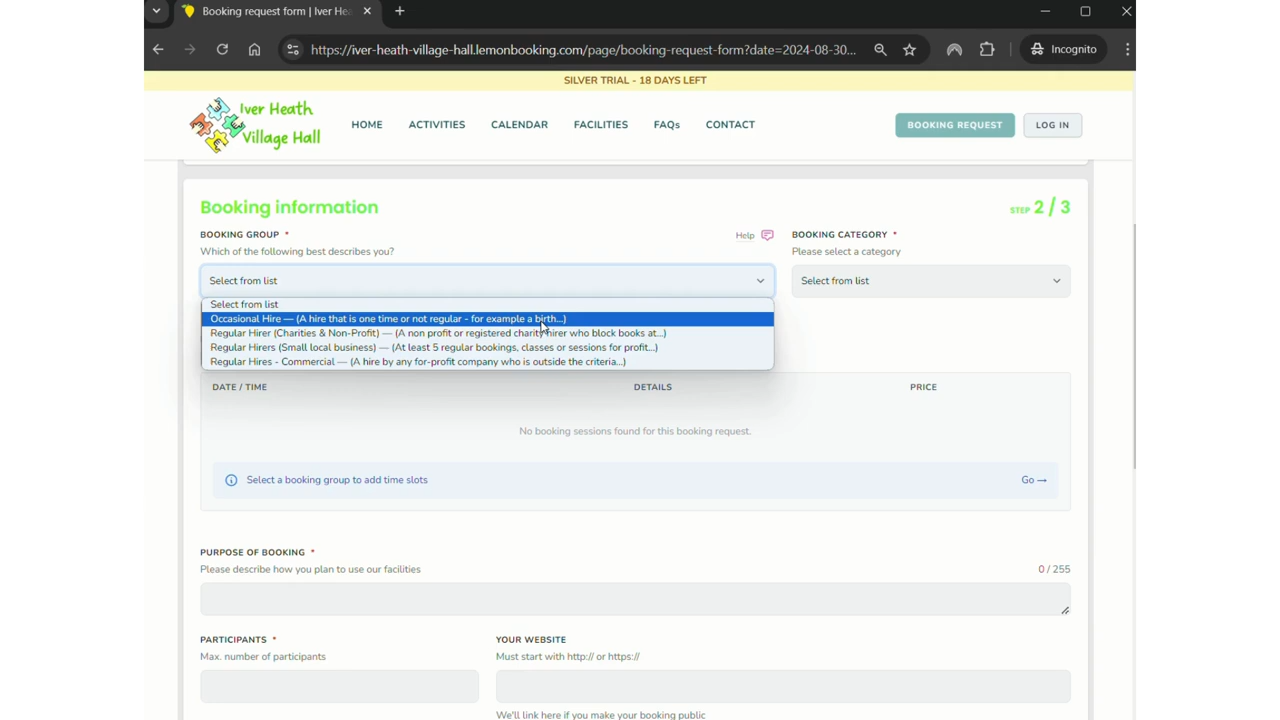 Booking request form | Iver Hea
https://iver-heath-village-hall.lemonbooking.com/page/booking-request-form?date=2024-08-30...
Incognito
SILVER TRIAL - 18 DAYS LEFT
Iver Heath
Village Hall
HOME
ACTIVITIES
CALENDAR
FACILITIES
FAQs
CONTACT
BOOKING REQUEST
LOG IN
Booking information
STEP 2 / 3
BOOKING GROUP *
Help
Which of the following best describes you?
Select from list
BOOKING CATEGORY *
Please select a category
Select from list
Select from list
Occasional Hire — (A hire that is one time or not regular - for example a birth...)
Regular Hirer (Charities & Non-Profit) — (A non profit or registered charity hirer who block books at...)
Regular Hirers (Small local business) — (At least 5 regular bookings, classes or sessions for profit...)
Regular Hires - Commercial — (A hire by any for-profit company who is outside the criteria...)
DATE / TIME
DETAILS
PRICE
No booking sessions found for this booking request.
Select a booking group to add time slots
Go →
PURPOSE OF BOOKING *
Please describe how you plan to use our facilities
0 / 255
PARTICIPANTS *
Max. number of participants
YOUR WEBSITE
Must start with http:// or https://
We'll link here if you make your booking public